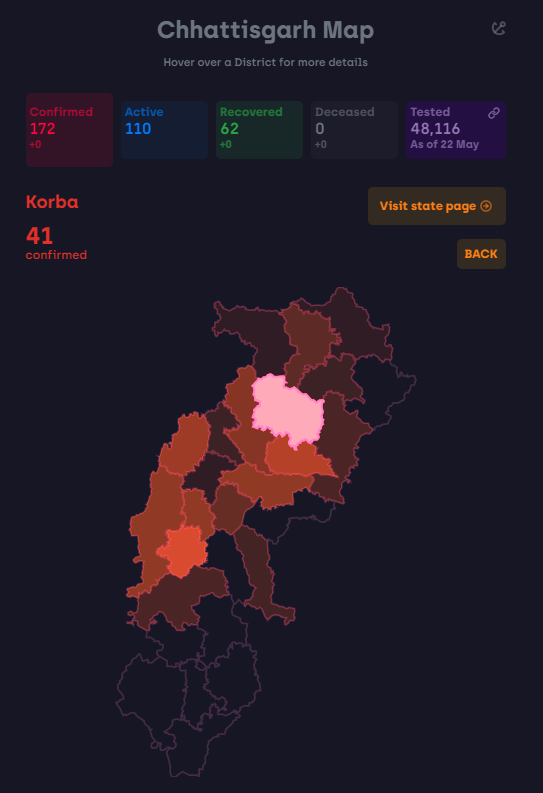 Chhattisgarh Map
Hover over a District for more details
Confirmed
172
+0
Active
110
Recovered
62
+0
Deceased
0
+0
Tested
48,116
As of 22 May
Korba
41
confirmed
Visit state page
BACK